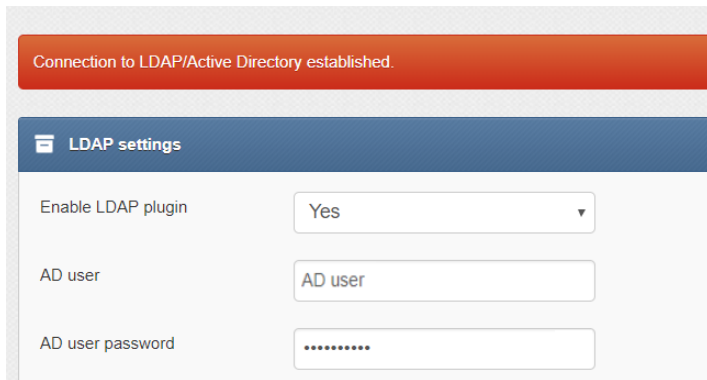 Connection to LDAP/Active Directory established.
LDAP settings
Enable LDAP plugin
Yes
AD user
AD user
AD user password
••••••••••